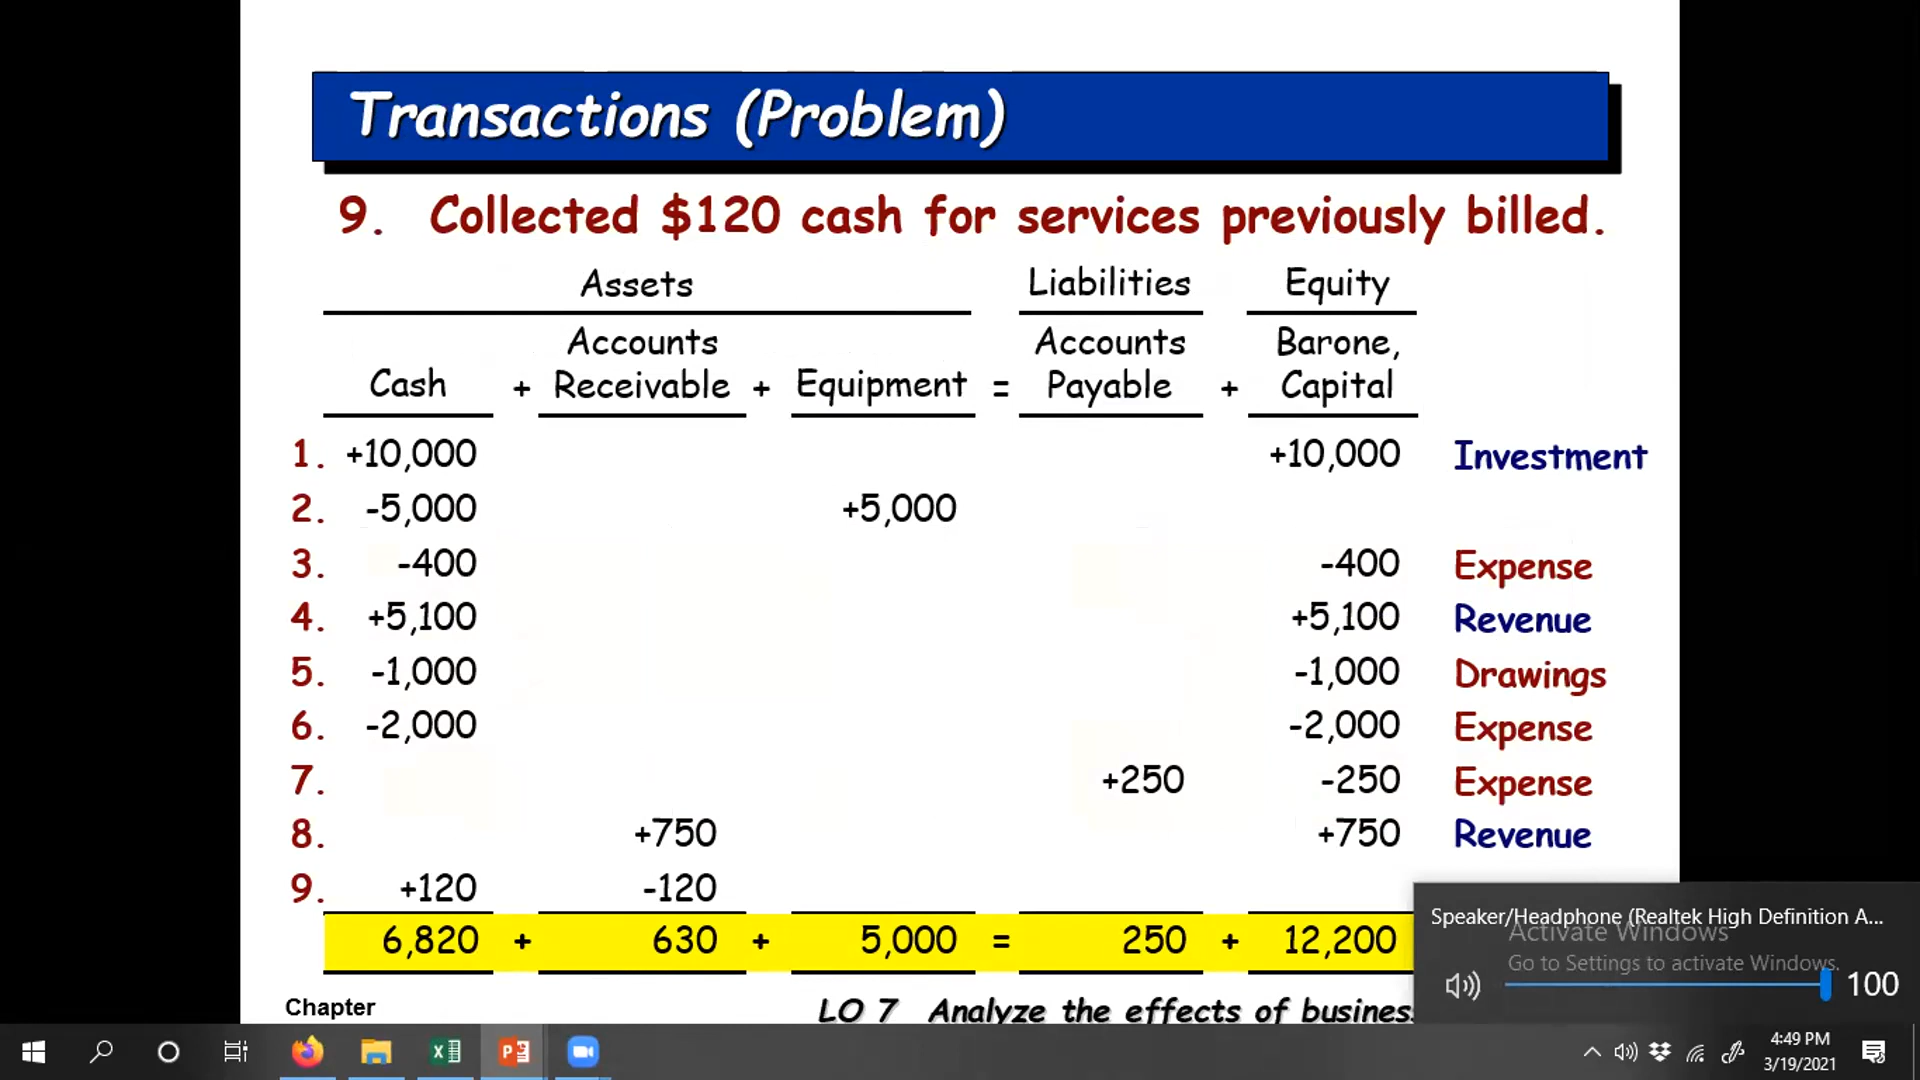 Transactions (Problem)
9. Collected $120 cash for services previously billed.
Assets Liabilities Equity
Accounts Accounts Barone,
Cash + Receivable + Equipment = Payable + Capital
1. +10,000 +10,000 Investment
2. -5,000 +5,000
3. -400 -400 Expense
4. +5,100 +5,100 Revenue
5. -1,000 -1,000 Drawings
6. -2,000 -2,000 Expense
7. +250 -250 Expense
8. +750 +750 Revenue
9. +120 -120
6,820 + 630 + 5,000 = 250 + 12,200
Speaker/Headphone (Realtek High Definition A...
Activate Windows
Go to Settings to activate Windows.
100
Chapter
LO 7 Analyze the effects of busines
4:49 PM
3/19/2021